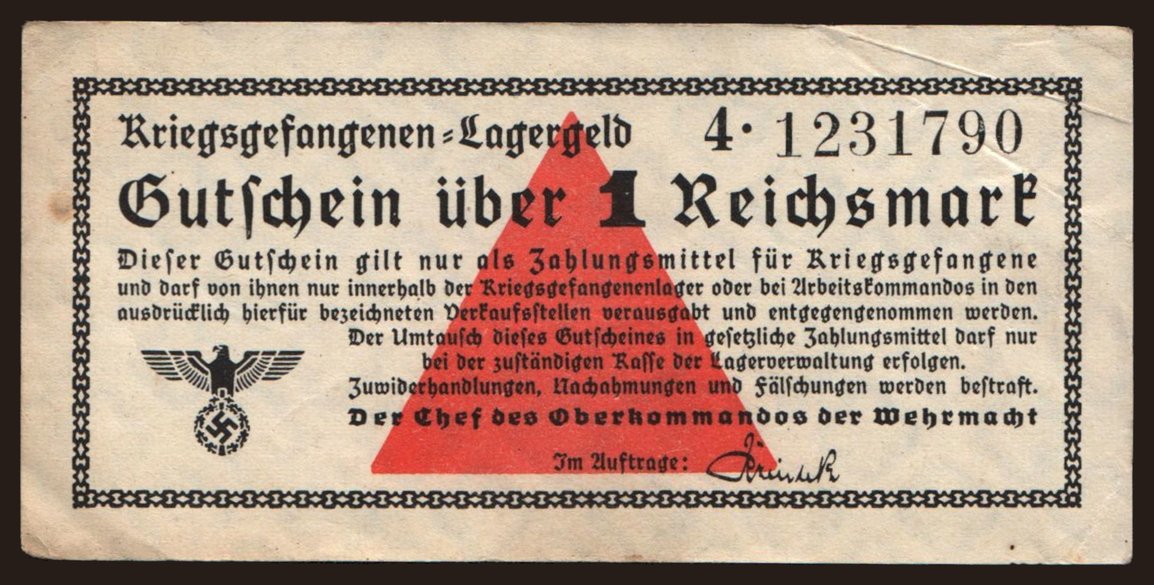 Kriegsgefangenen-Lagergeld 4· 1231790
Gutschein über 1 Reichsmark
Dieser Gutschein gilt nur als Zahlungsmittel für Kriegsgefangene
und darf von ihnen nur innerhalb der Kriegsgefangenenlager oder bei Arbeitskommandos in den
ausdrücklich hierfür bezeichneten Verkaufsstellen verausgabt und entgegengenommen werden.
Der Umtausch dieses Gutscheines in gesetzliche Zahlungsmittel darf nur
bei der zuständigen Kasse der Lagerverwaltung erfolgen.
Zuwiderhandlungen, Nachahmungen und Fälschungen werden bestraft.
Der Chef des Oberkommandos der Wehrmacht
Im Auftrage: